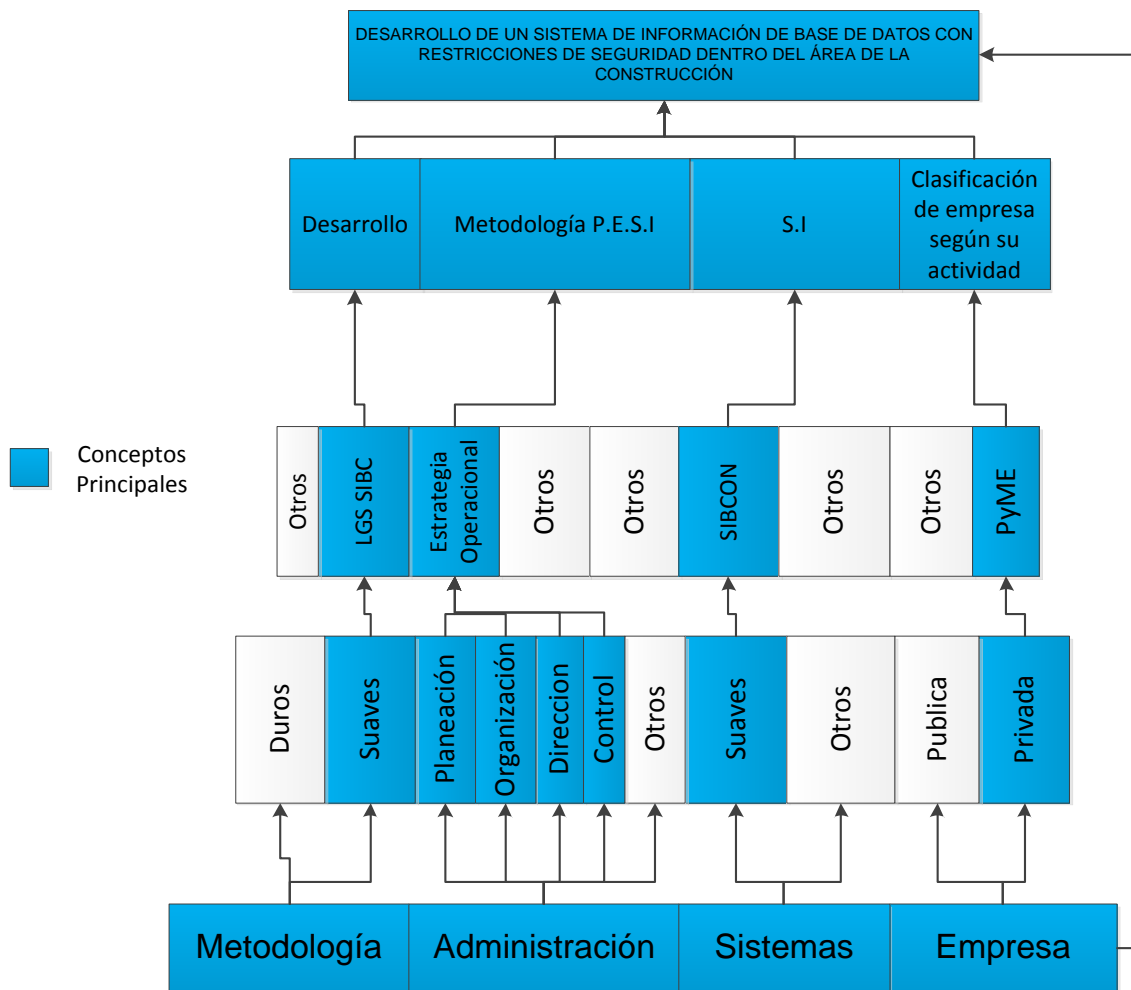 DESARROLLO DE UN SISTEMA DE INFORMACIÓN DE BASE DE DATOS CON
RESTRICCIONES DE SEGURIDAD DENTRO DEL ÁREA DE LA
CONSTRUCCIÓN
Desarrollo
Metodología P.E.S.I
S.I
Clasificación
de empresa
según su
actividad
Conceptos
Principales
Otros
LGS SIBC
Estrategia
Operacional
Otros
Otros
SIBCON
Otros
Otros
PyME
Duros
Suaves
Planeación
Organización
Direccion
Control
Otros
Suaves
Otros
Publica
Privada
Metodología
Administración
Sistemas
Empresa